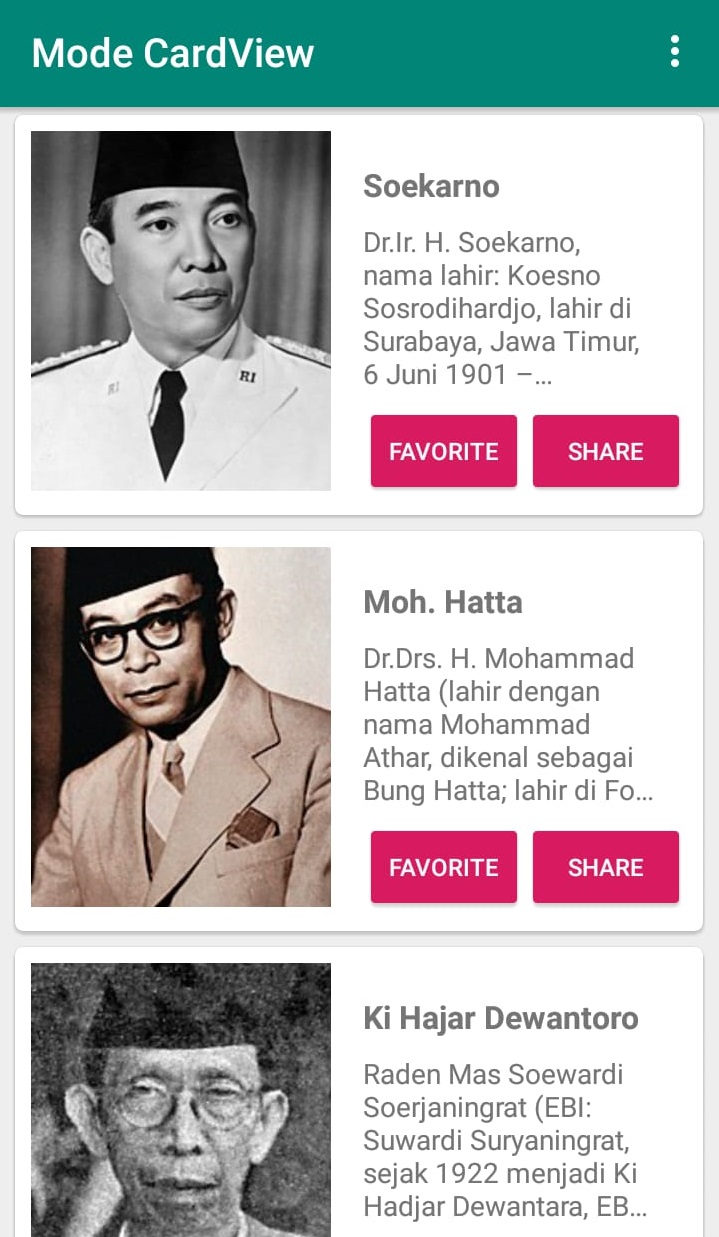 Mode CardView
Soekarno
Dr.Ir. H. Soekarno,
nama lahir: Koesno
Sosrodihardjo, lahir di
Surabaya, Jawa Timur,
6 Juni 1901 –…
FAVORITE SHARE
RI RI
Moh. Hatta
Dr.Drs. H. Mohammad
Hatta (lahir dengan
nama Mohammad
Athar, dikenal sebagai
Bung Hatta; lahir di Fo…
FAVORITE SHARE
Ki Hajar Dewantoro
Raden Mas Soewardi
Soerjaningrat (EBI:
Suwardi Suryaningrat,
sejak 1922 menjadi Ki
Hadjar Dewantara, EB…